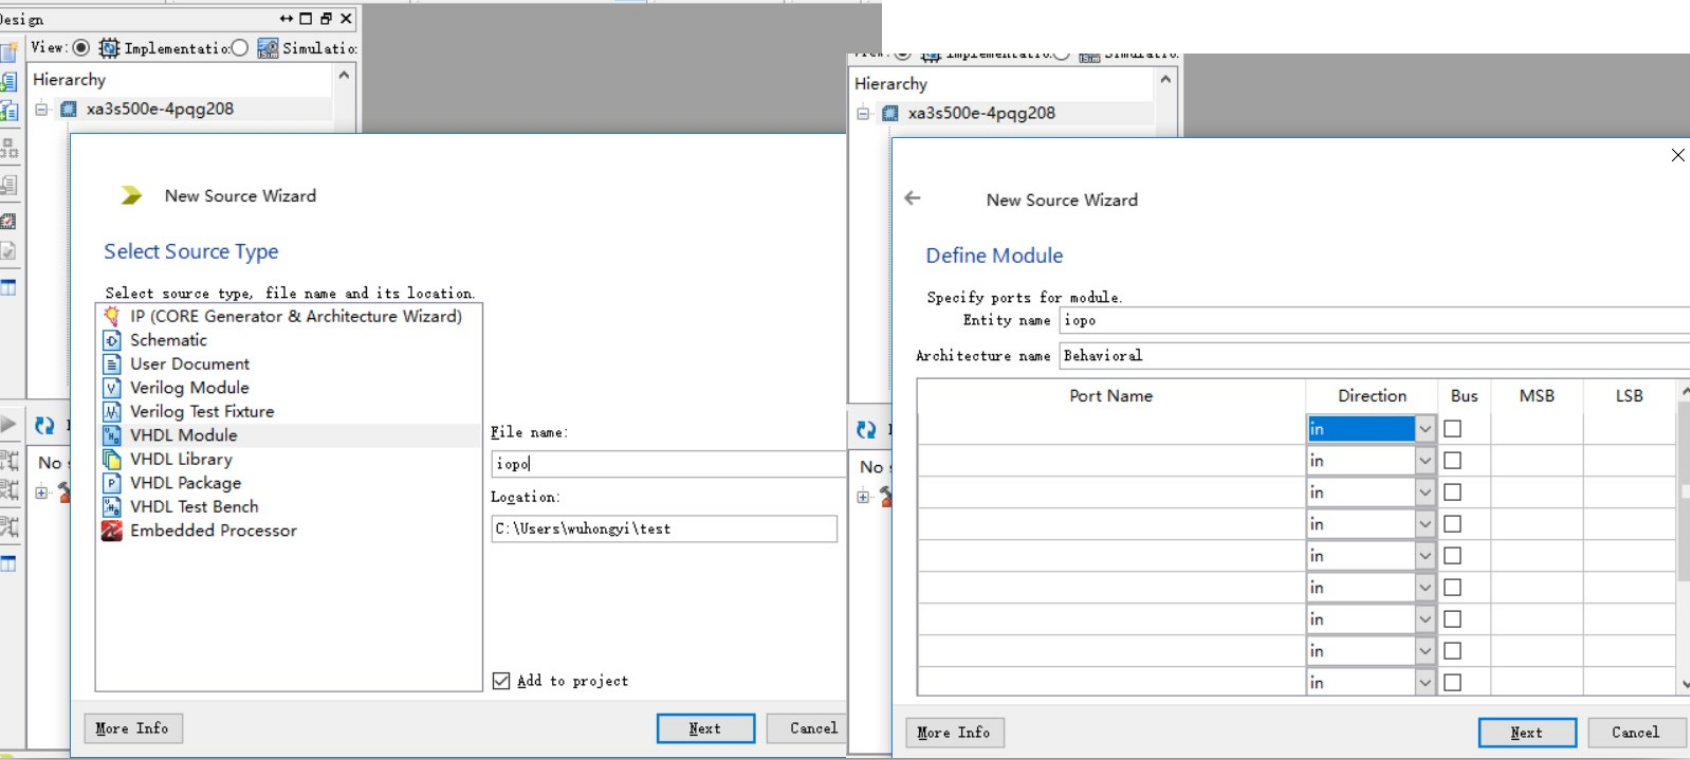 Design
View: Implementatio: Simulatio:
Hierarchy
xa3s500e-4pqg208
New Source Wizard
Select Source Type
Select source type, file name and its location.
IP (CORE Generator & Architecture Wizard)
Schematic
User Document
Verilog Module
Verilog Test Fixture
VHDL Module
VHDL Library
VHDL Package
VHDL Test Bench
Embedded Processor
File name:
iopo
Location:
C:\Users\wuhongyi\test
Add to project
No
More Info
Next
Cancel
View: Implementatio: Simulatio:
Hierarchy
xa3s500e-4pqg208
New Source Wizard
Define Module
Specify ports for module.
Entity name iopo
Architecture name Behavioral
Port Name Direction Bus MSB LSB
in
in
in
in
in
in
in
in
in
No
More Info
Next
Cancel